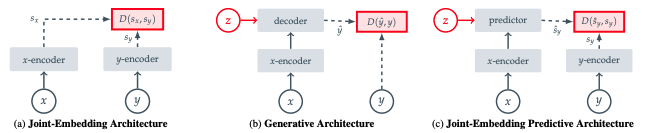 s_x
D(s_x, s_y)
s_y
x-encoder
y-encoder
x
y
(a) Joint-Embedding Architecture
z
decoder
D(ŷ, y)
ŷ
x-encoder
x
y
(b) Generative Architecture
z
predictor
D(ŝ_y, s_y)
ŝ_y
s_y
x-encoder
y-encoder
x
y
(c) Joint-Embedding Predictive Architecture